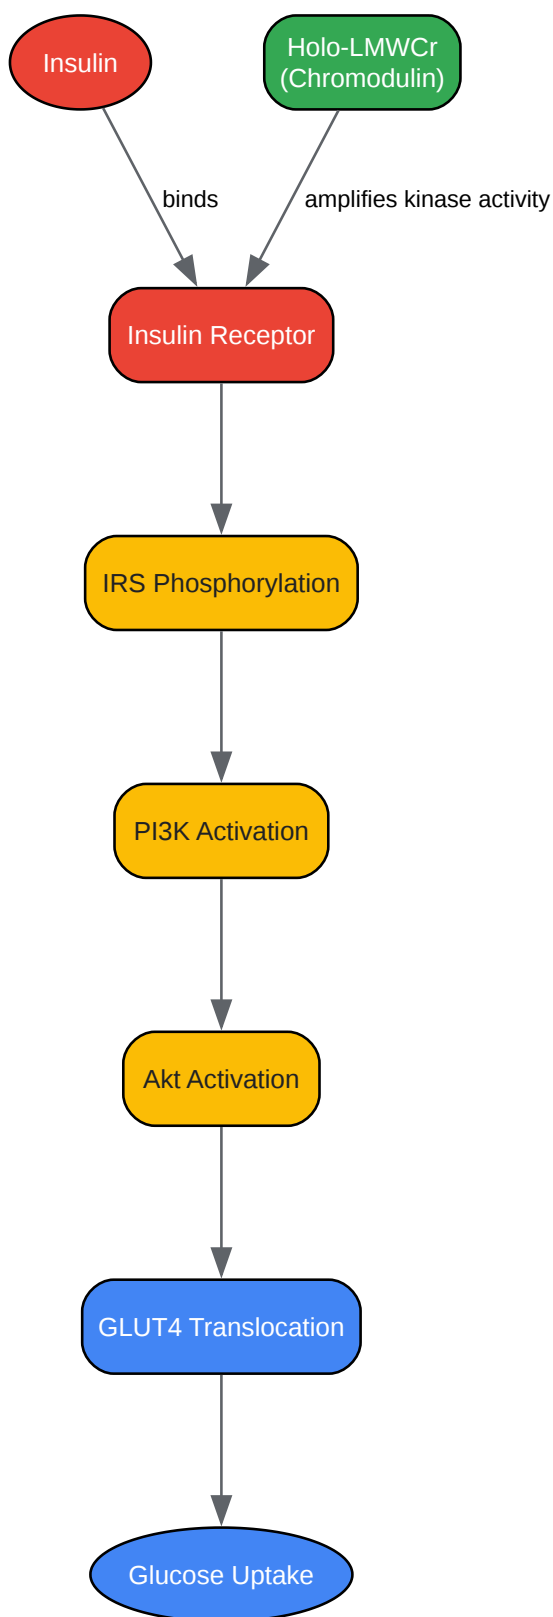 Insulin
Holo-LMWCr
(Chromodulin)
binds
amplifies kinase activity
Insulin Receptor
IRS Phosphorylation
PI3K Activation
Akt Activation
GLUT4 Translocation
Glucose Uptake